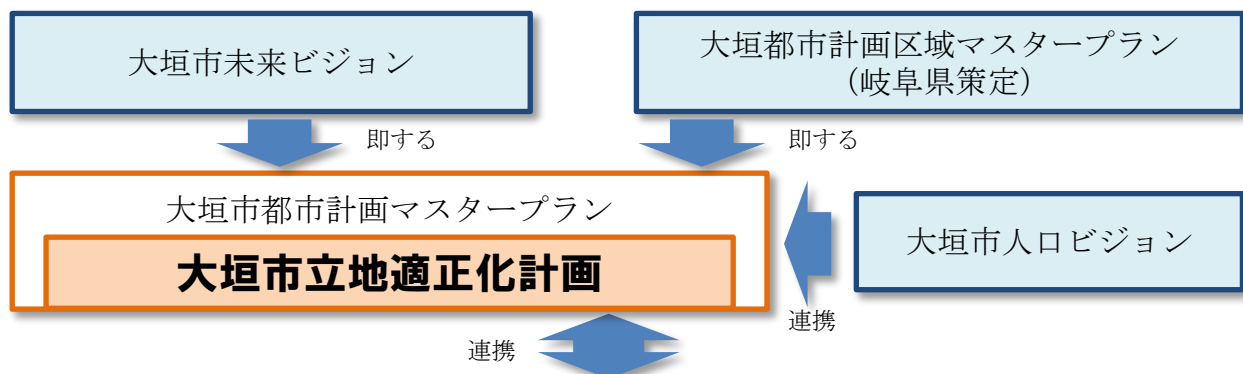 大垣市未来ビジョン
大垣都市計画区域マスタープラン
（岐阜県策定）
即する
即する
大垣市都市計画マスタープラン
大垣市立地適正化計画
大垣市人口ビジョン
連携
連携